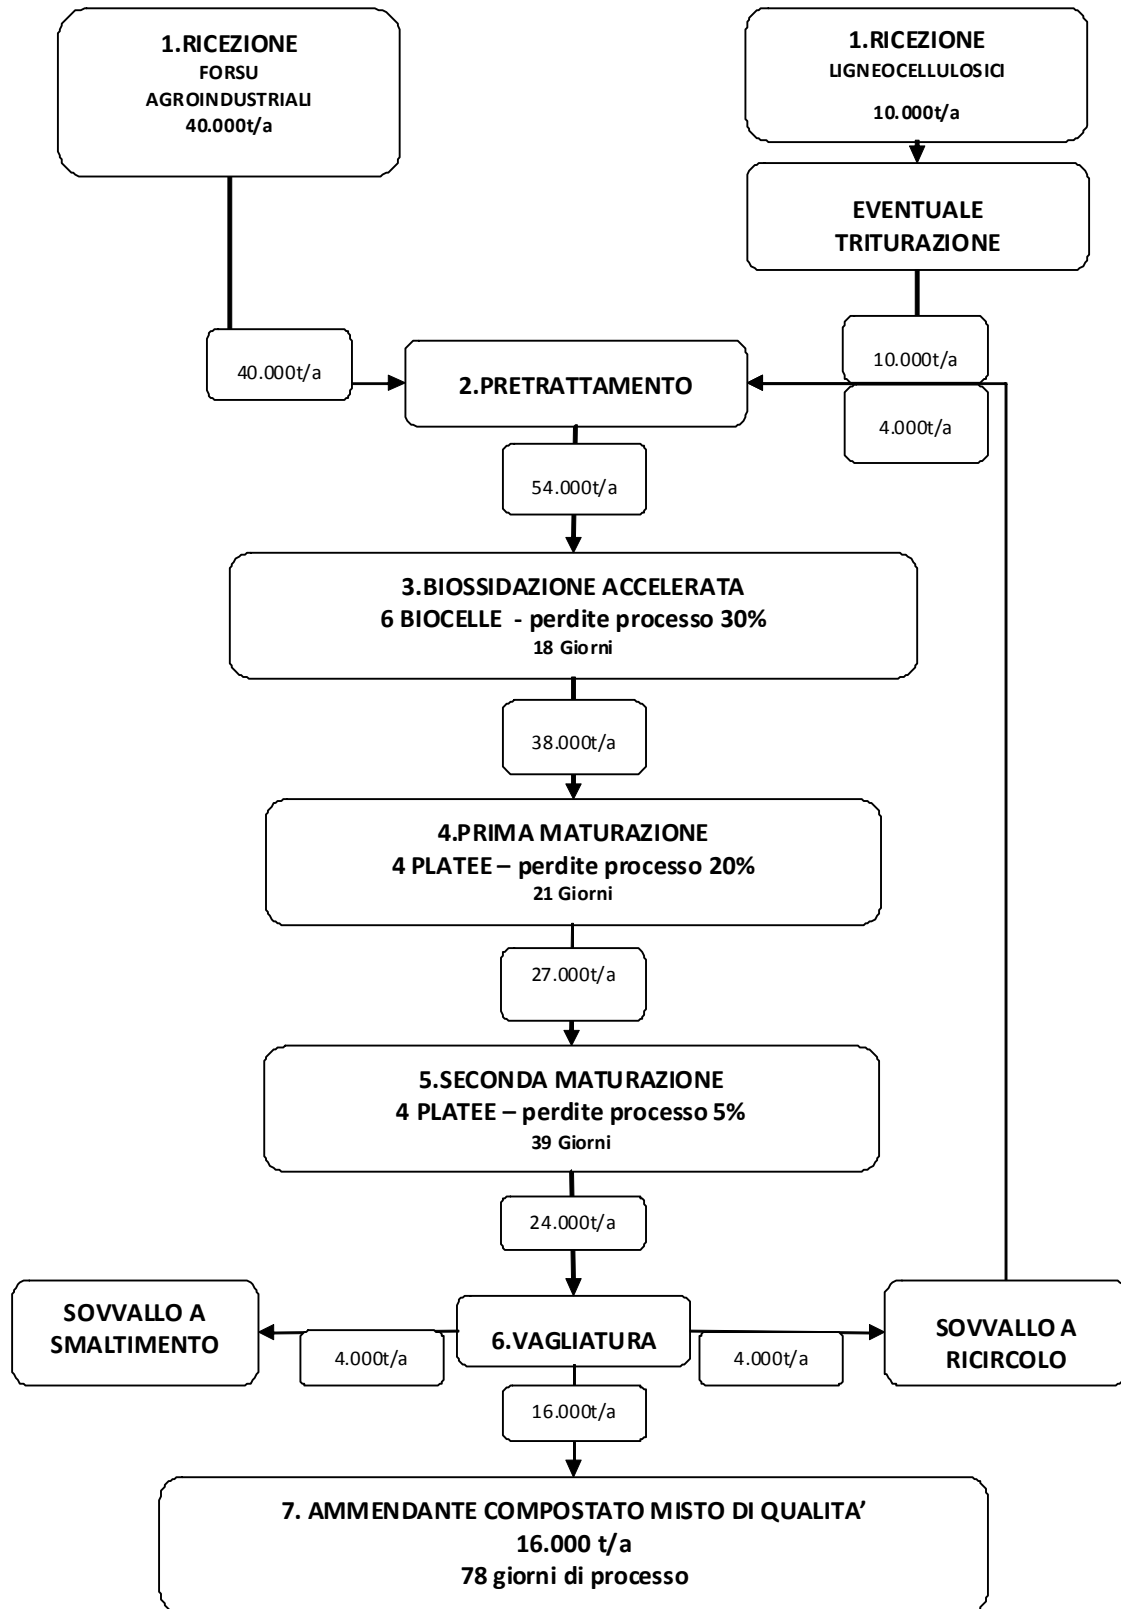 1.RICEZIONE
FORSU
AGROINDUSTRIALI
40.000t/a
1.RICEZIONE
LIGNEOCELLULOSICI
10.000t/a
EVENTUALE
TRITURAZIONE
40.000t/a
2.PRETRATTAMENTO
10.000t/a
4.000t/a
54.000t/a
3.BIOSSIDAZIONE ACCELERATA
6 BIOCELLE - perdite processo 30%
18 Giorni
38.000t/a
4.PRIMA MATURAZIONE
4 PLATEE – perdite processo 20%
21 Giorni
27.000t/a
5.SECONDA MATURAZIONE
4 PLATEE – perdite processo 5%
39 Giorni
24.000t/a
SOVVALLO A
SMALTIMENTO
4.000t/a
6.VAGLIATURA
4.000t/a
SOVVALLO A
RICIRCOLO
16.000t/a
7. AMMENDANTE COMPOSTATO MISTO DI QUALITA’
16.000 t/a
78 giorni di processo